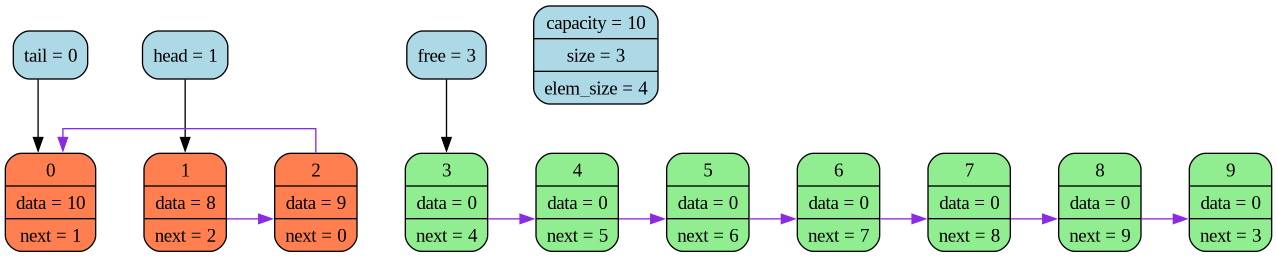 capacity = 10
tail = 0
head = 1
free = 3
size = 3
elem_size = 4
0
data = 10
next = 1
1
data = 8
next = 2
2
data = 9
next = 0
3
data = 0
next = 4
4
data = 0
next = 5
5
data = 0
next = 6
6
data = 0
next = 7
7
data = 0
next = 8
8
data = 0
next = 9
9
data = 0
next = 3